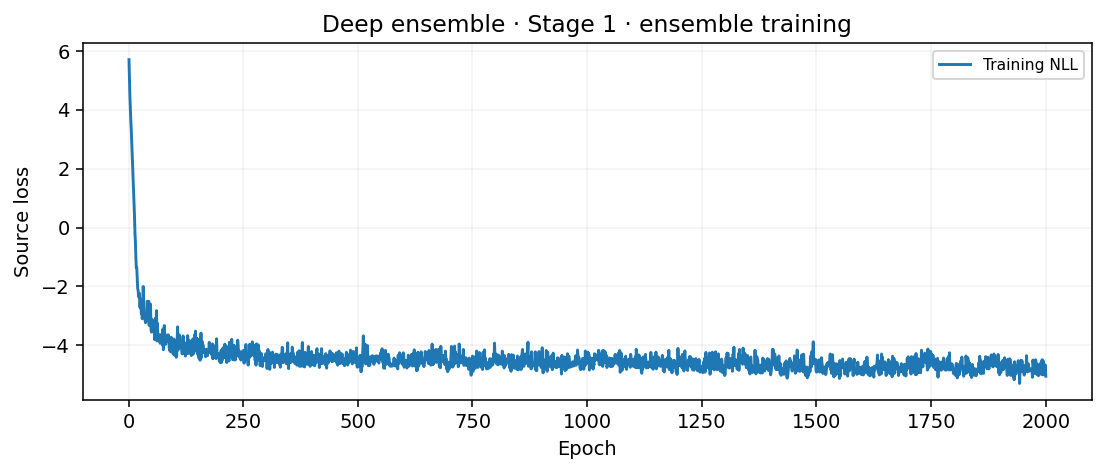 Deep ensemble · Stage 1 · ensemble training
Training NLL
Source loss
6
4
2
0
−2
−4
0 250 500 750 1000 1250 1500 1750 2000
Epoch